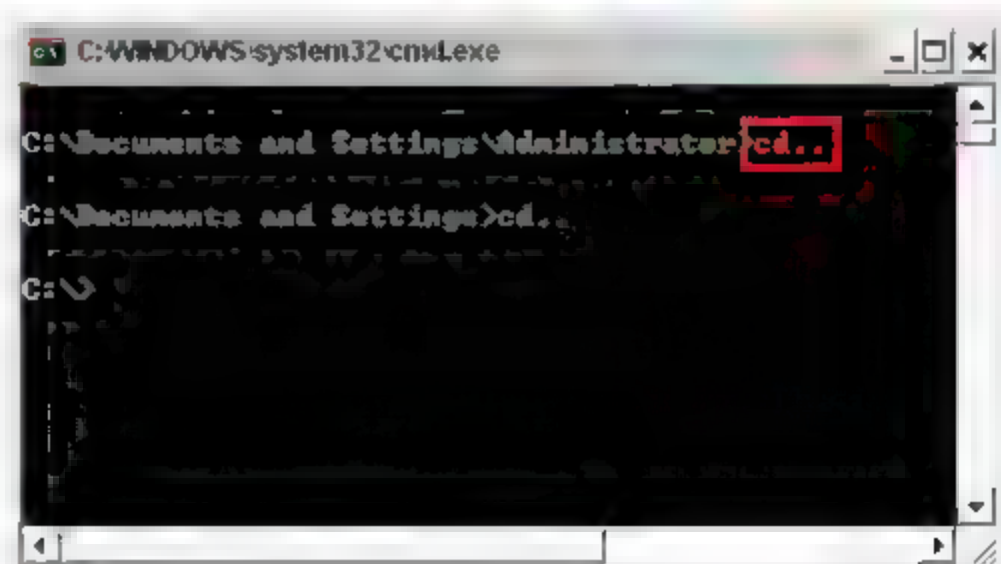 C:\WINDOWS\system32\cmd.exe
C:\Documents and Settings\Administrator>cd..
C:\Documents and Settings>cd..
C:\>